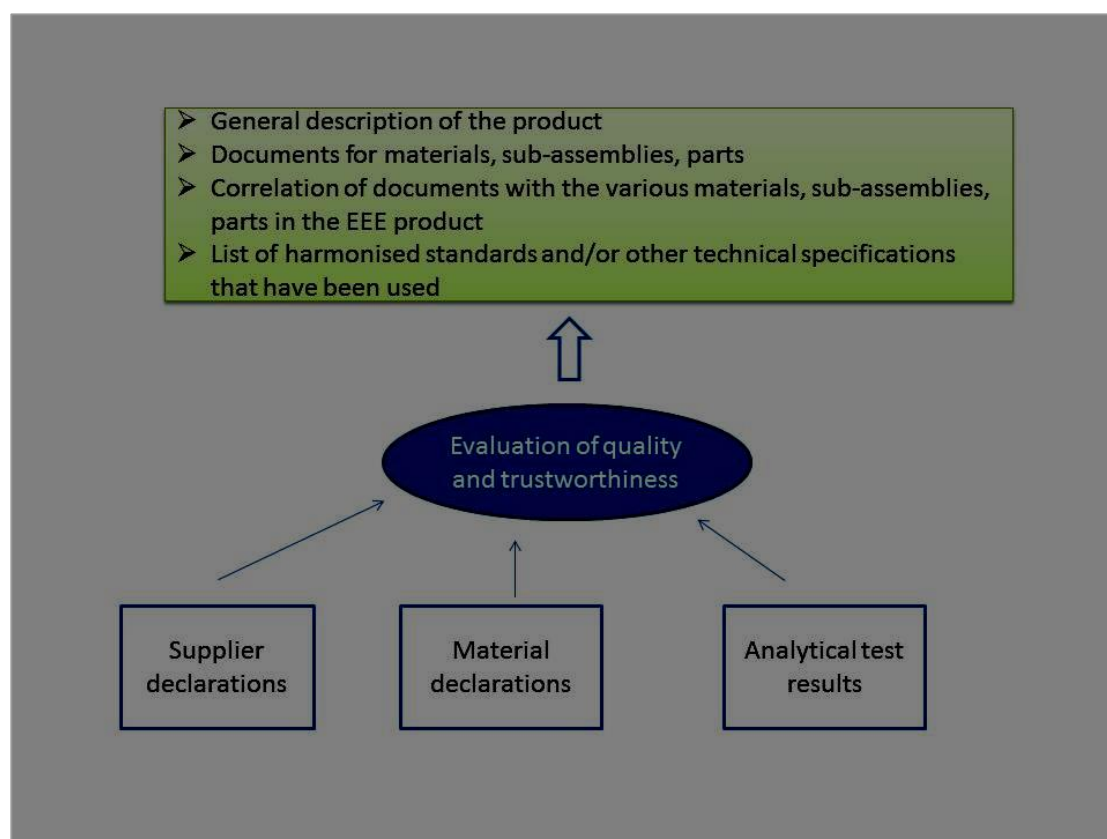 ➢ General description of the product
➢ Documents for materials, sub-assemblies, parts
➢ Correlation of documents with the various materials, sub-assemblies,
parts in the EEE product
➢ List of harmonised standards and/or other technical specifications
that have been used
Evaluation of quality
and trustworthiness
Supplier
declarations
Material
declarations
Analytical test
results